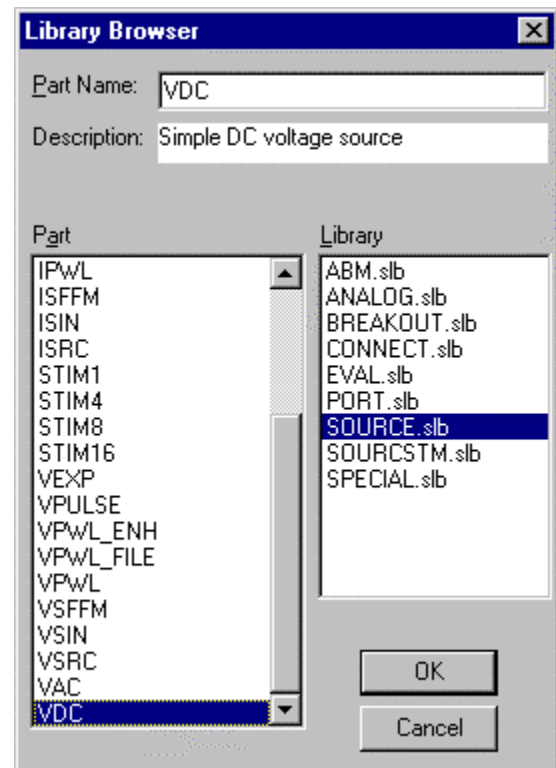 Library Browser
Part Name: VDC
Description: Simple DC voltage source
Part
IPWL
ISFFM
ISIN
ISRC
STIM1
STIM4
STIM8
STIM16
VEXP
VPULSE
VPWL_ENH
VPWL_FILE
VPWL
VSFFM
VSIN
VSRC
VAC
VDC
Library
ABM.slb
ANALOG.slb
BREAKOUT.slb
CONNECT.slb
EVAL.slb
PORT.slb
SOURCE.slb
SOURCSTM.slb
SPECIAL.slb
OK
Cancel